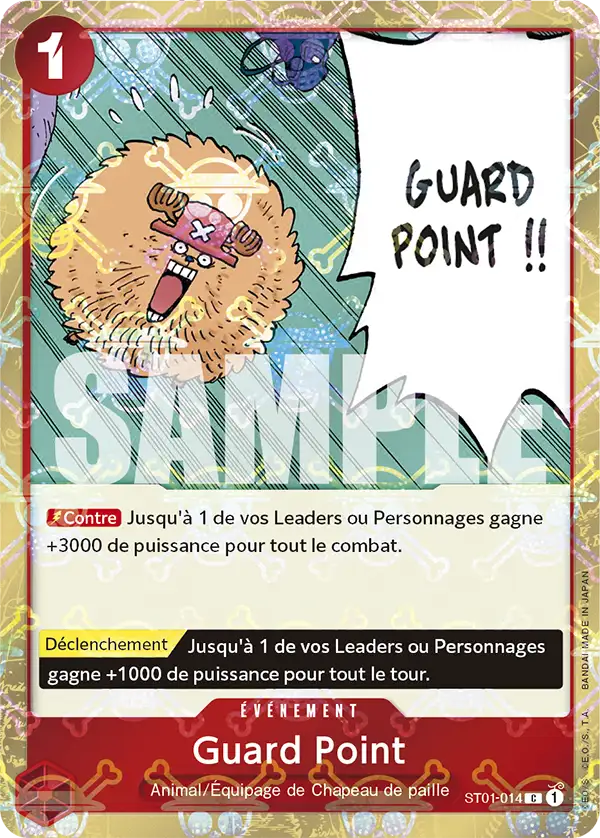 1
GUARD
POINT !!
SAMPLE
Contre Jusqu'à 1 de vos Leaders ou Personnages gagne
+3000 de puissance pour tout le combat.
Déclenchement Jusqu'à 1 de vos Leaders ou Personnages
gagne +1000 de puissance pour tout le tour.
ÉVÉNEMENT
Guard Point
Animal/Équipage de Chapeau de paille
ST01-014 C 1
©E.O./S., T.A. BANDAI MADE IN JAPAN